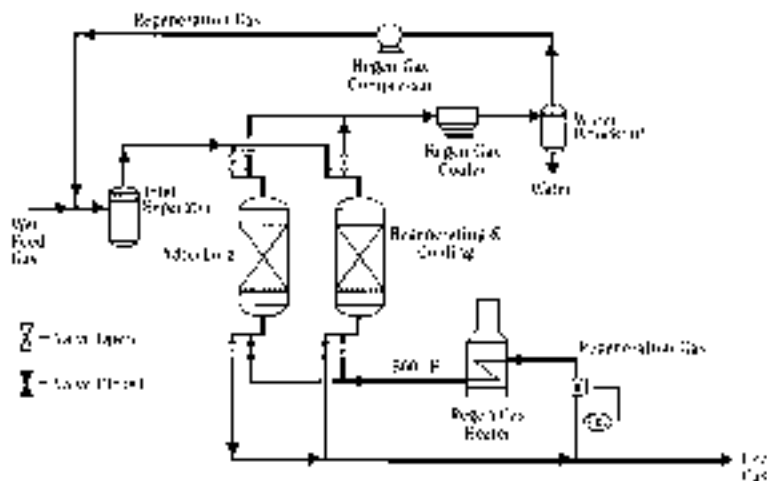 Regeneration Gas
Regen Gas
Compressor
Water
Knockout
Regen Gas
Cooler
Water
Inlet
Separator
Wet
Feed
Gas
Adsorbing
Regenerating &
Cooling
= Valve Open
= Valve Closed
Regeneration Gas
Regen Gas
Heater
Dry
Gas